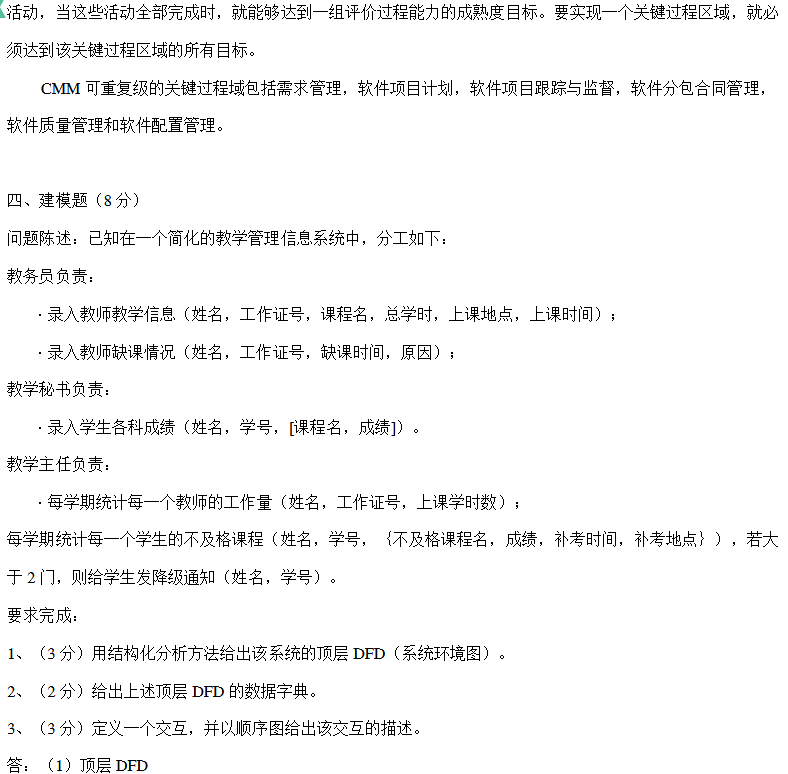 活动，当这些活动全部完成时，就能够达到一组评价过程能力的成熟度目标。要实现一个关键过程区域，就必
须达到该关键过程区域的所有目标。
CMM 可重复级的关键过程域包括需求管理，软件项目计划，软件项目跟踪与监督，软件分包合同管理，
软件质量管理和软件配置管理。
四、建模题（8 分）
问题陈述：已知在一个简化的教学管理信息系统中，分工如下：
教务员负责：
· 录入教师教学信息（姓名，工作证号，课程名，总学时，上课地点，上课时间）；
· 录入教师缺课情况（姓名，工作证号，缺课时间，原因）；
教学秘书负责：
· 录入学生各科成绩（姓名，学号，[课程名，成绩]）。
教学主任负责：
· 每学期统计每一个教师的工作量（姓名，工作证号，上课学时数）；
每学期统计每一个学生的不及格课程（姓名，学号，｛不及格课程名，成绩，补考时间，补考地点｝），若大
于 2 门，则给学生发降级通知（姓名，学号）。
要求完成：
1、（3 分）用结构化分析方法给出该系统的顶层 DFD（系统环境图）。
2、（2 分）给出上述顶层 DFD 的数据字典。
3、（3 分）定义一个交互，并以顺序图给出该交互的描述。
答：（1）顶层 DFD